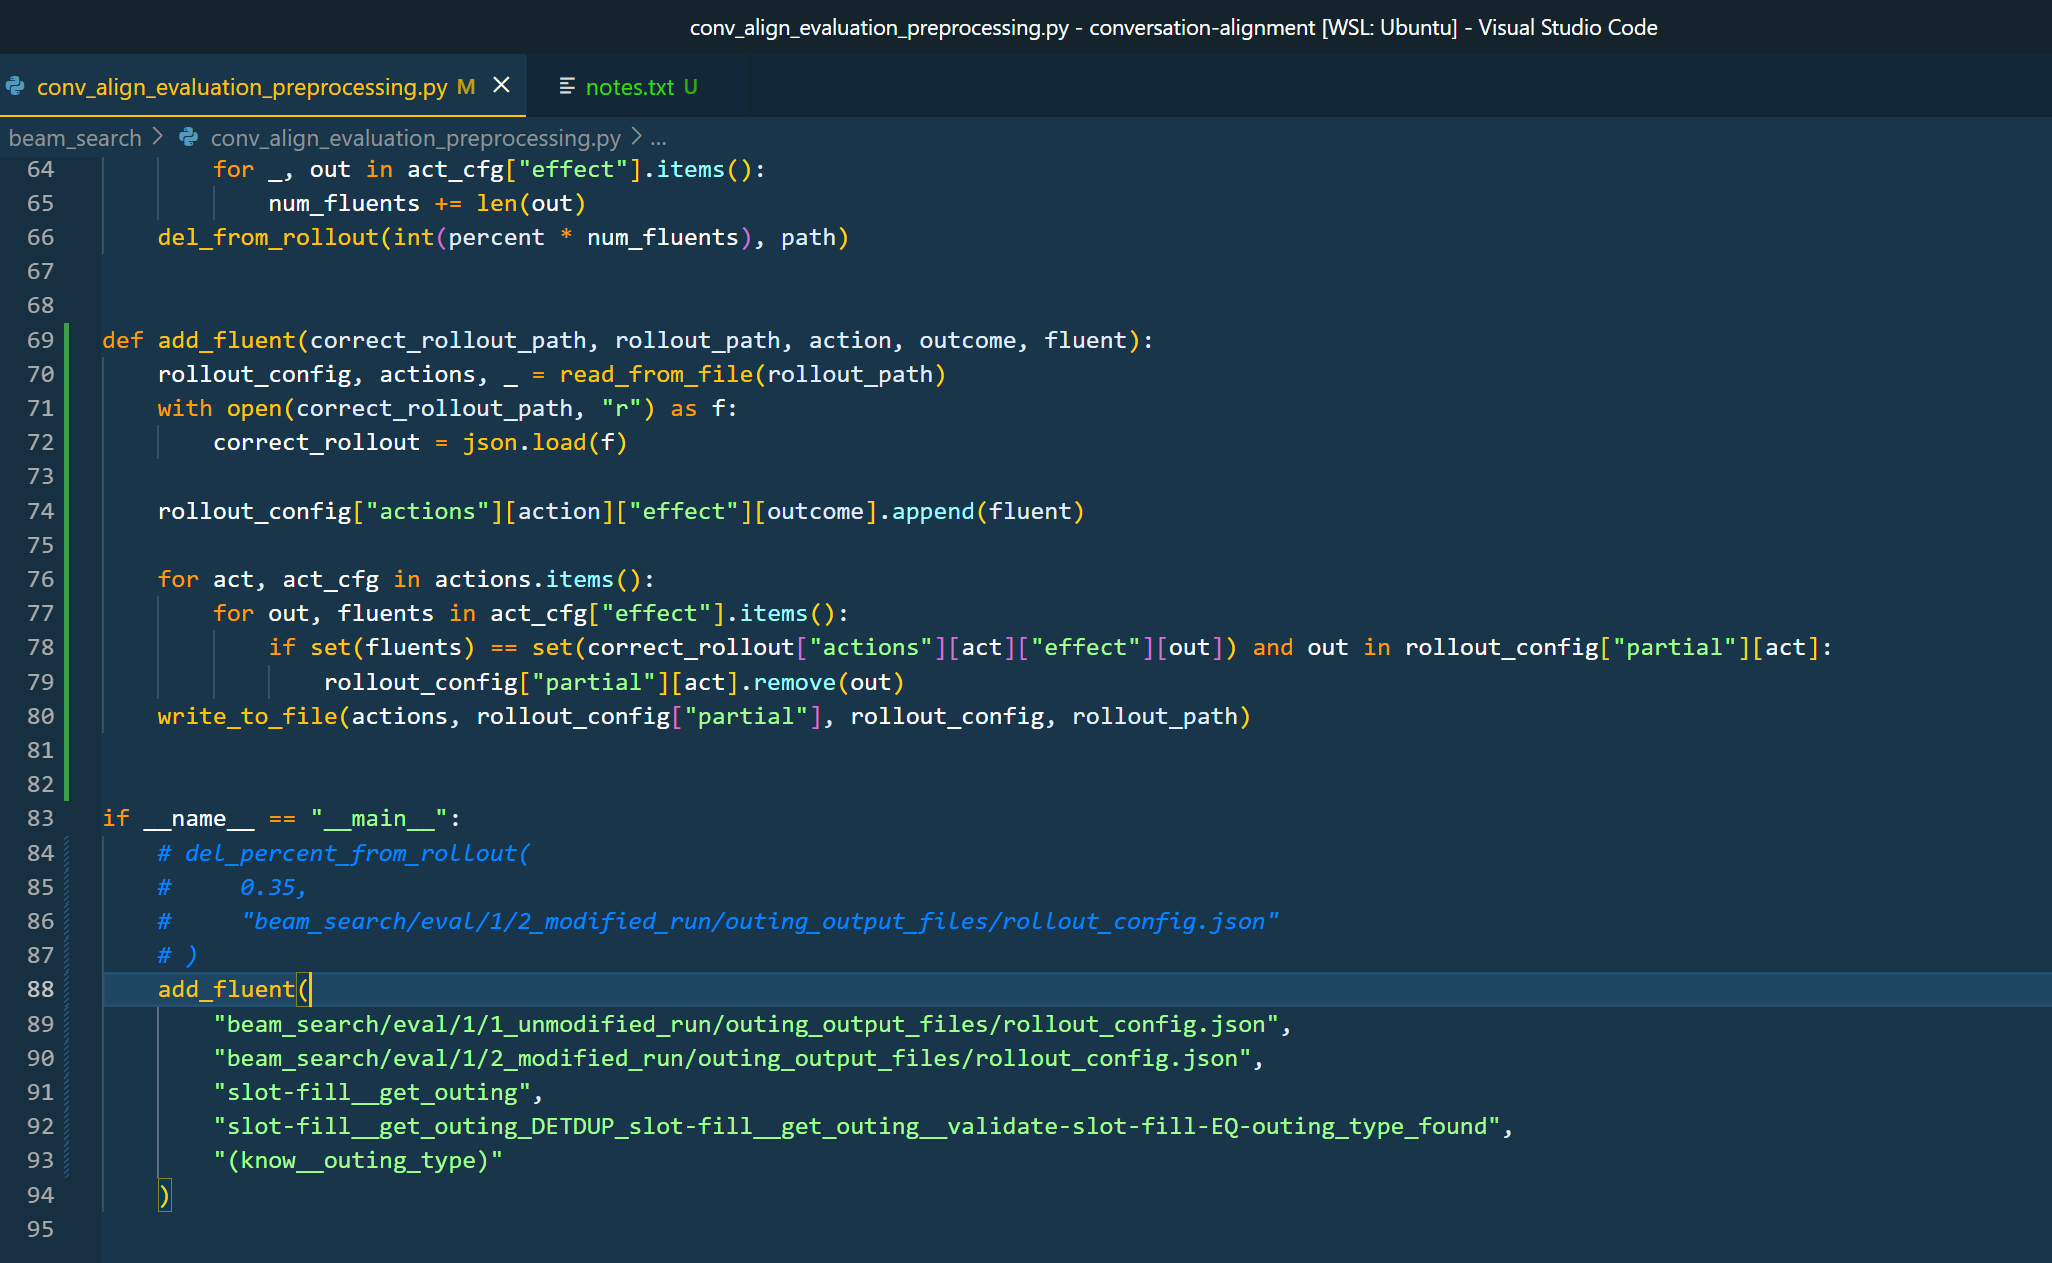 conv_align_evaluation_preprocessing.py - conversation-alignment [WSL: Ubuntu] - Visual Studio Code
conv_align_evaluation_preprocessing.py M × notes.txt U
beam_search > conv_align_evaluation_preprocessing.py > ...
64         for _, out in act_cfg["effect"].items():
65             num_fluents += len(out)
66     del_from_rollout(int(percent * num_fluents), path)
67
68
69 def add_fluent(correct_rollout_path, rollout_path, action, outcome, fluent):
70     rollout_config, actions, _ = read_from_file(rollout_path)
71     with open(correct_rollout_path, "r") as f:
72         correct_rollout = json.load(f)
73
74     rollout_config["actions"][action]["effect"][outcome].append(fluent)
75
76     for act, act_cfg in actions.items():
77         for out, fluents in act_cfg["effect"].items():
78             if set(fluents) == set(correct_rollout["actions"][act]["effect"][out]) and out in rollout_config["partial"][act]:
79                 rollout_config["partial"][act].remove(out)
80     write_to_file(actions, rollout_config["partial"], rollout_config, rollout_path)
81
82
83 if __name__ == "__main__":
84     # del_percent_from_rollout(
85     #     0.35,
86     #     "beam_search/eval/1/2_modified_run/outing_output_files/rollout_config.json"
87     # )
88     add_fluent(
89         "beam_search/eval/1/1_unmodified_run/outing_output_files/rollout_config.json",
90         "beam_search/eval/1/2_modified_run/outing_output_files/rollout_config.json",
91         "slot-fill__get_outing",
92         "slot-fill__get_outing_DETDUP_slot-fill__get_outing__validate-slot-fill-EQ-outing_type_found",
93         "(know__outing_type)"
94     )
95